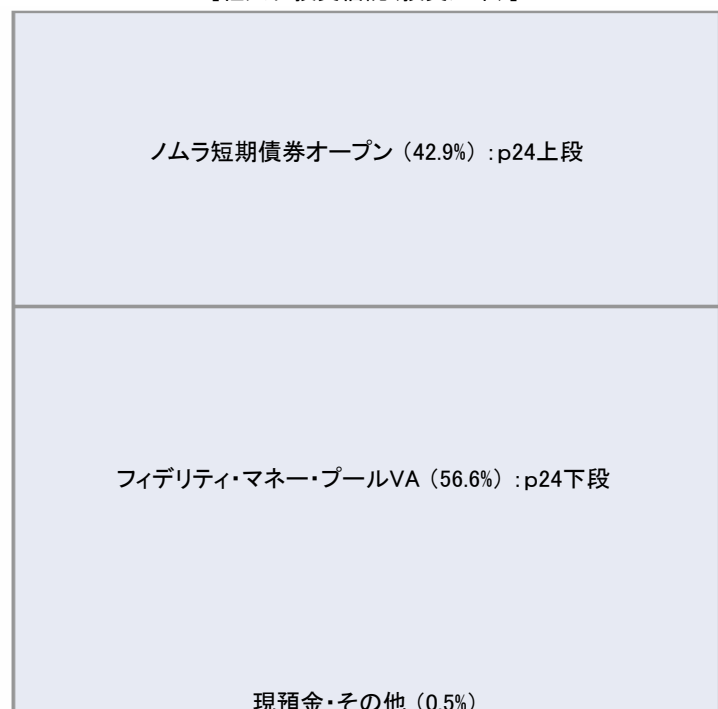 ノムラ短期債券オープン（42.9%）:p24上段
フィデリティ・マネー・プールVA（56.6%）:p24下段
現預金・その他（0.5%）